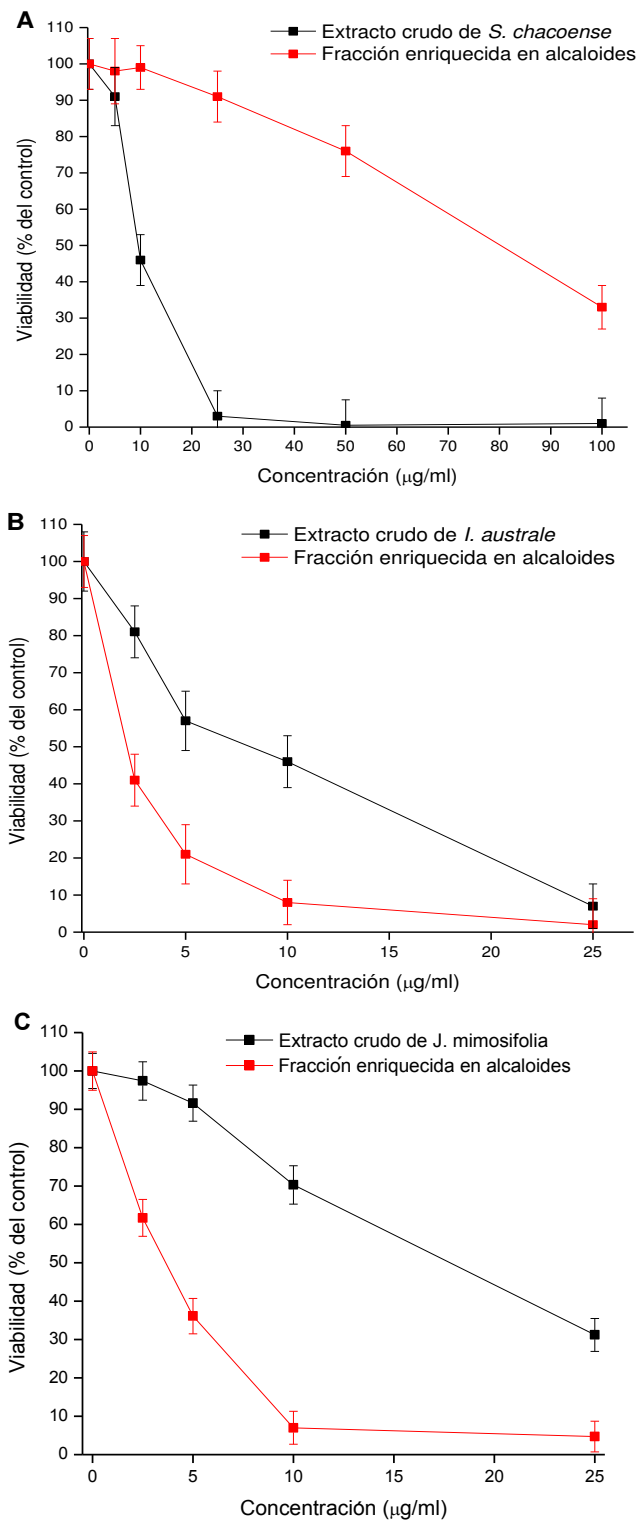 A
Extracto crudo de S. chacoense
Fracción enriquecida en alcaloides
110
100
90
80
70
60
50
40
30
20
10
0
Viabilidad (% del control)
0 10 20 30 40 50 60 70 80 90 100
Concentración (μg/ml)
B
Extracto crudo de I. australe
Fracción enriquecida en alcaloides
110
100
90
80
70
60
50
40
30
20
10
0
Viabilidad (% del control)
0 5 10 15 20 25
Concentración (μg/ml)
C
Extracto crudo de J. mimosifolia
Fracción enriquecida en alcaloides
110
100
90
80
70
60
50
40
30
20
10
0
Viabilidad (% del control)
0 5 10 15 20 25
Concentración (μg/ml)